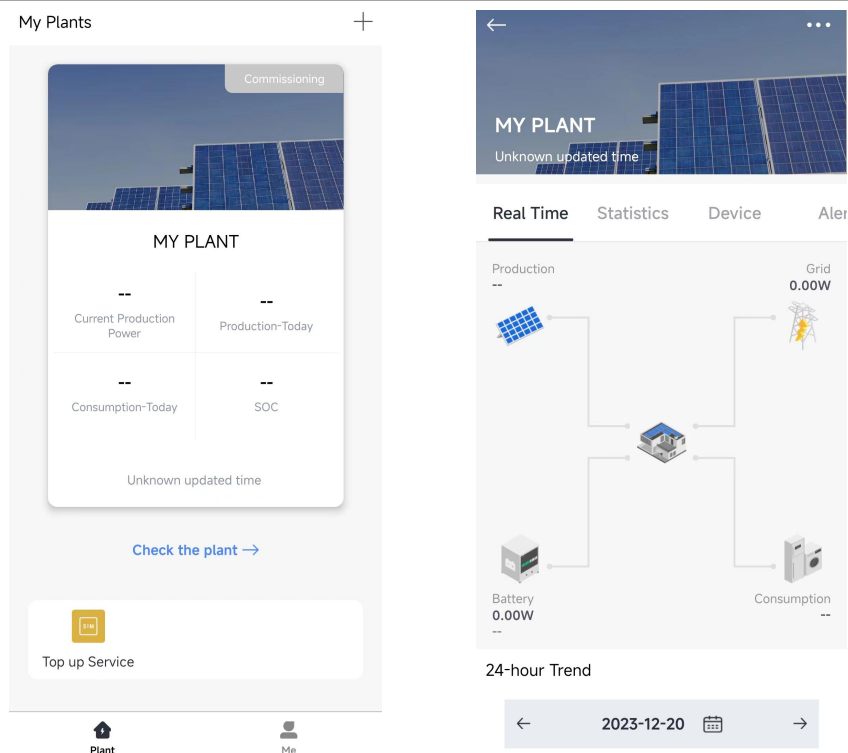 My Plants
Commissioning
MY PLANT
--
Current Production
Power
--
Production-Today
--
Consumption-Today
--
SOC
Unknown updated time
Check the plant
SIM
Top up Service
Plant
Me
MY PLANT
Unknown updated time
Real Time Statistics Device Aler
Production
--
Grid
0.00W
Battery
0.00W
--
Consumption
--
24-hour Trend
2023-12-20